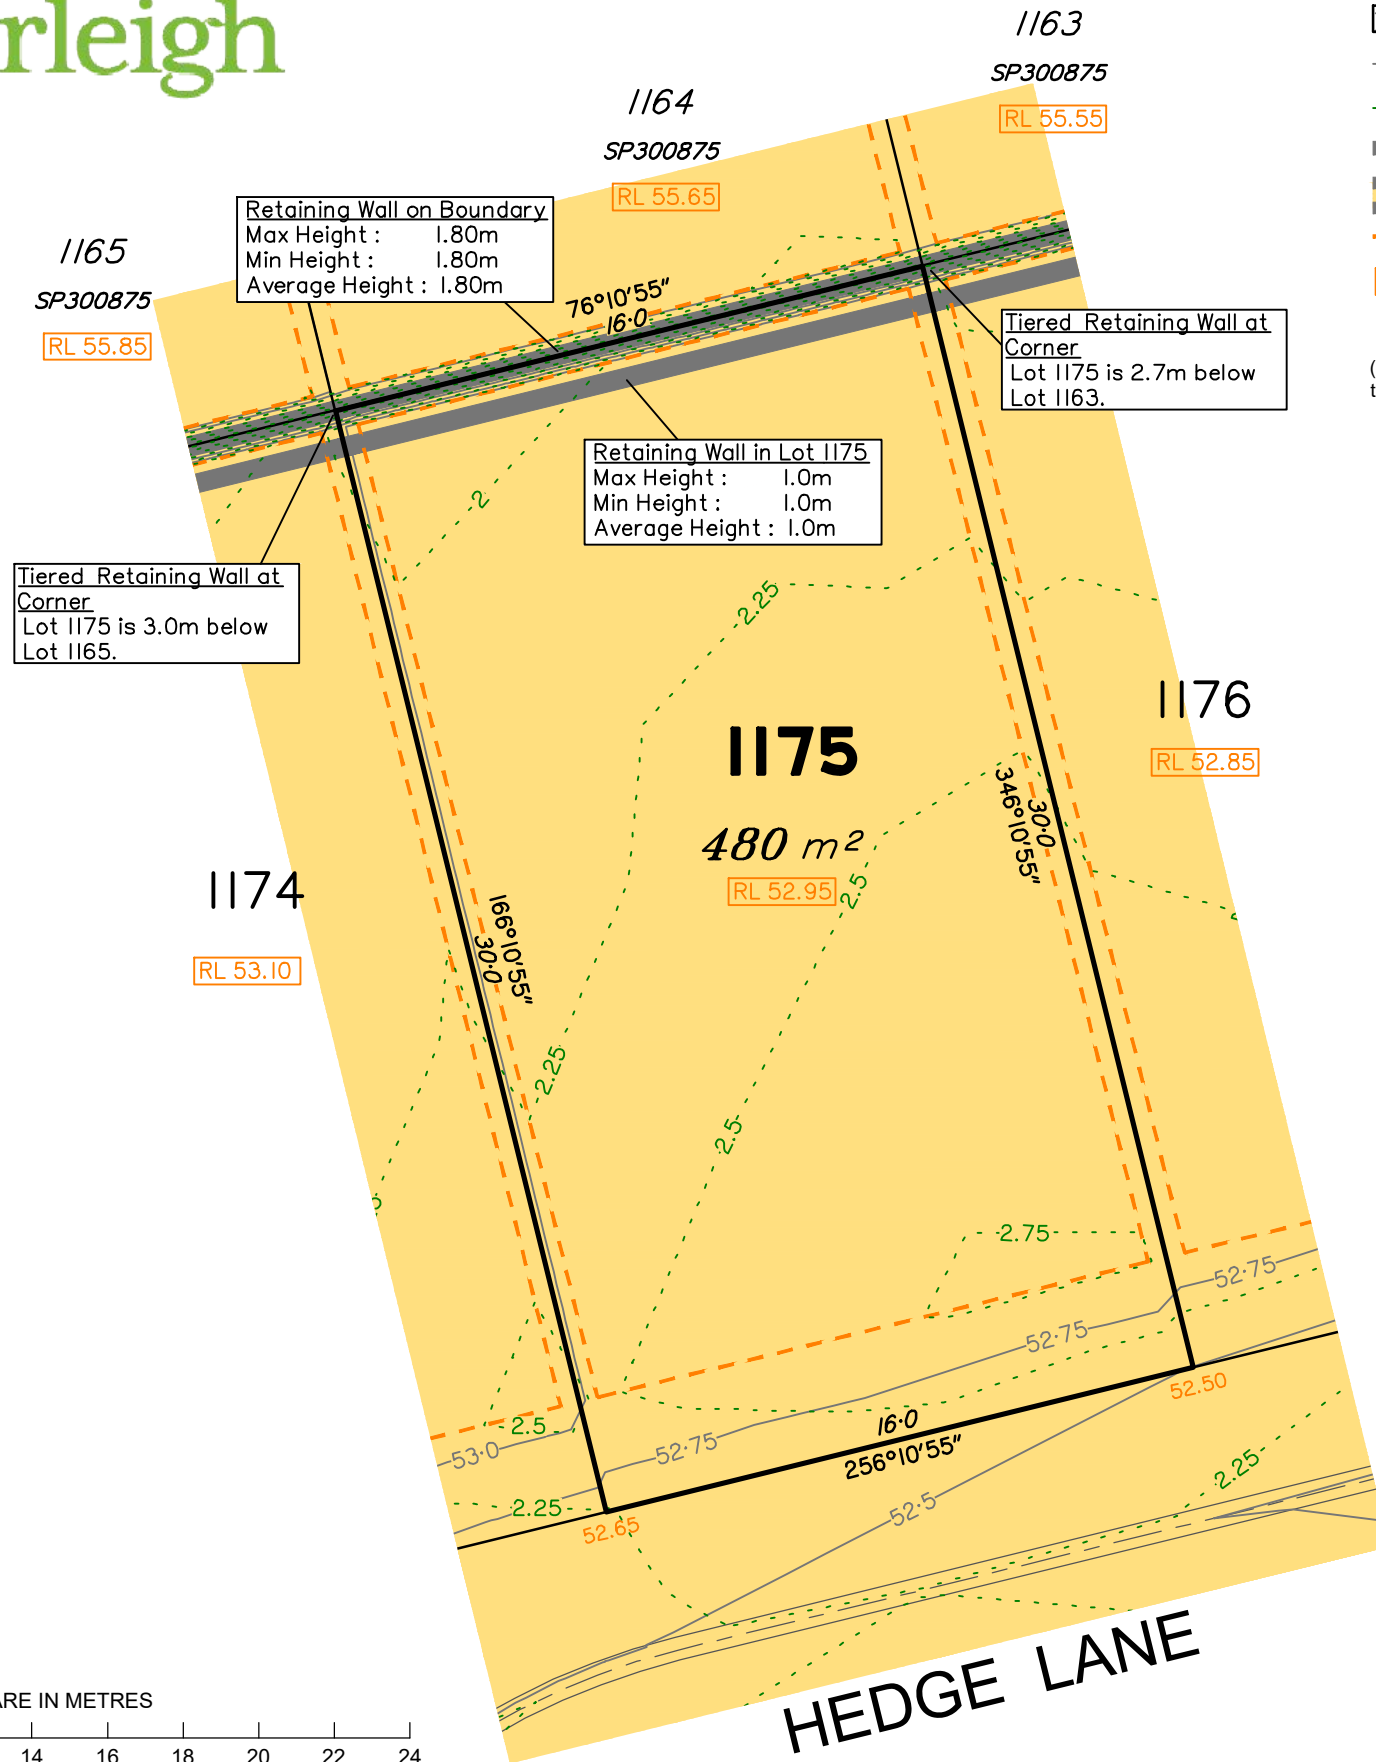 rleigh
1163
SP300875
RL 55.55
1164
SP300875
RL 55.65
1165
SP300875
RL 55.85
Retaining Wall on Boundary
Max Height : 1.80m
Min Height : 1.80m
Average Height : 1.80m
76°10'55"
16·0
Tiered Retaining Wall at
Corner
Lot 1175 is 2.7m below
Lot 1163.
Retaining Wall in Lot 1175
Max Height : 1.0m
Min Height : 1.0m
Average Height : 1.0m
2
Tiered Retaining Wall at
Corner
Lot 1175 is 3.0m below
Lot 1165.
2.25
1176
RL 52.85
1175
480 m²
RL 52.95
346°10'55"
30·0
2.5
1174
RL 53.10
166°10'55"
30·0
2.25
2.5
2.75
52·75
52·75
52.50
2.5
53·0
52·75
16·0
256°10'55"
2.25
2.25
52.65
52·5
HEDGE LANE
ARE IN METRES
14 16 18 20 22 24